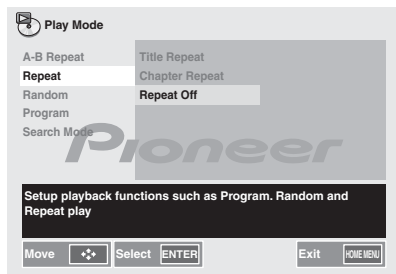 Play Mode
A-B Repeat
Title Repeat
Repeat
Chapter Repeat
Random
Repeat Off
Program
Search Mode
Pioneer
Setup playback functions such as Program. Random and
Repeat play
Move Select ENTER Exit HOME MENU